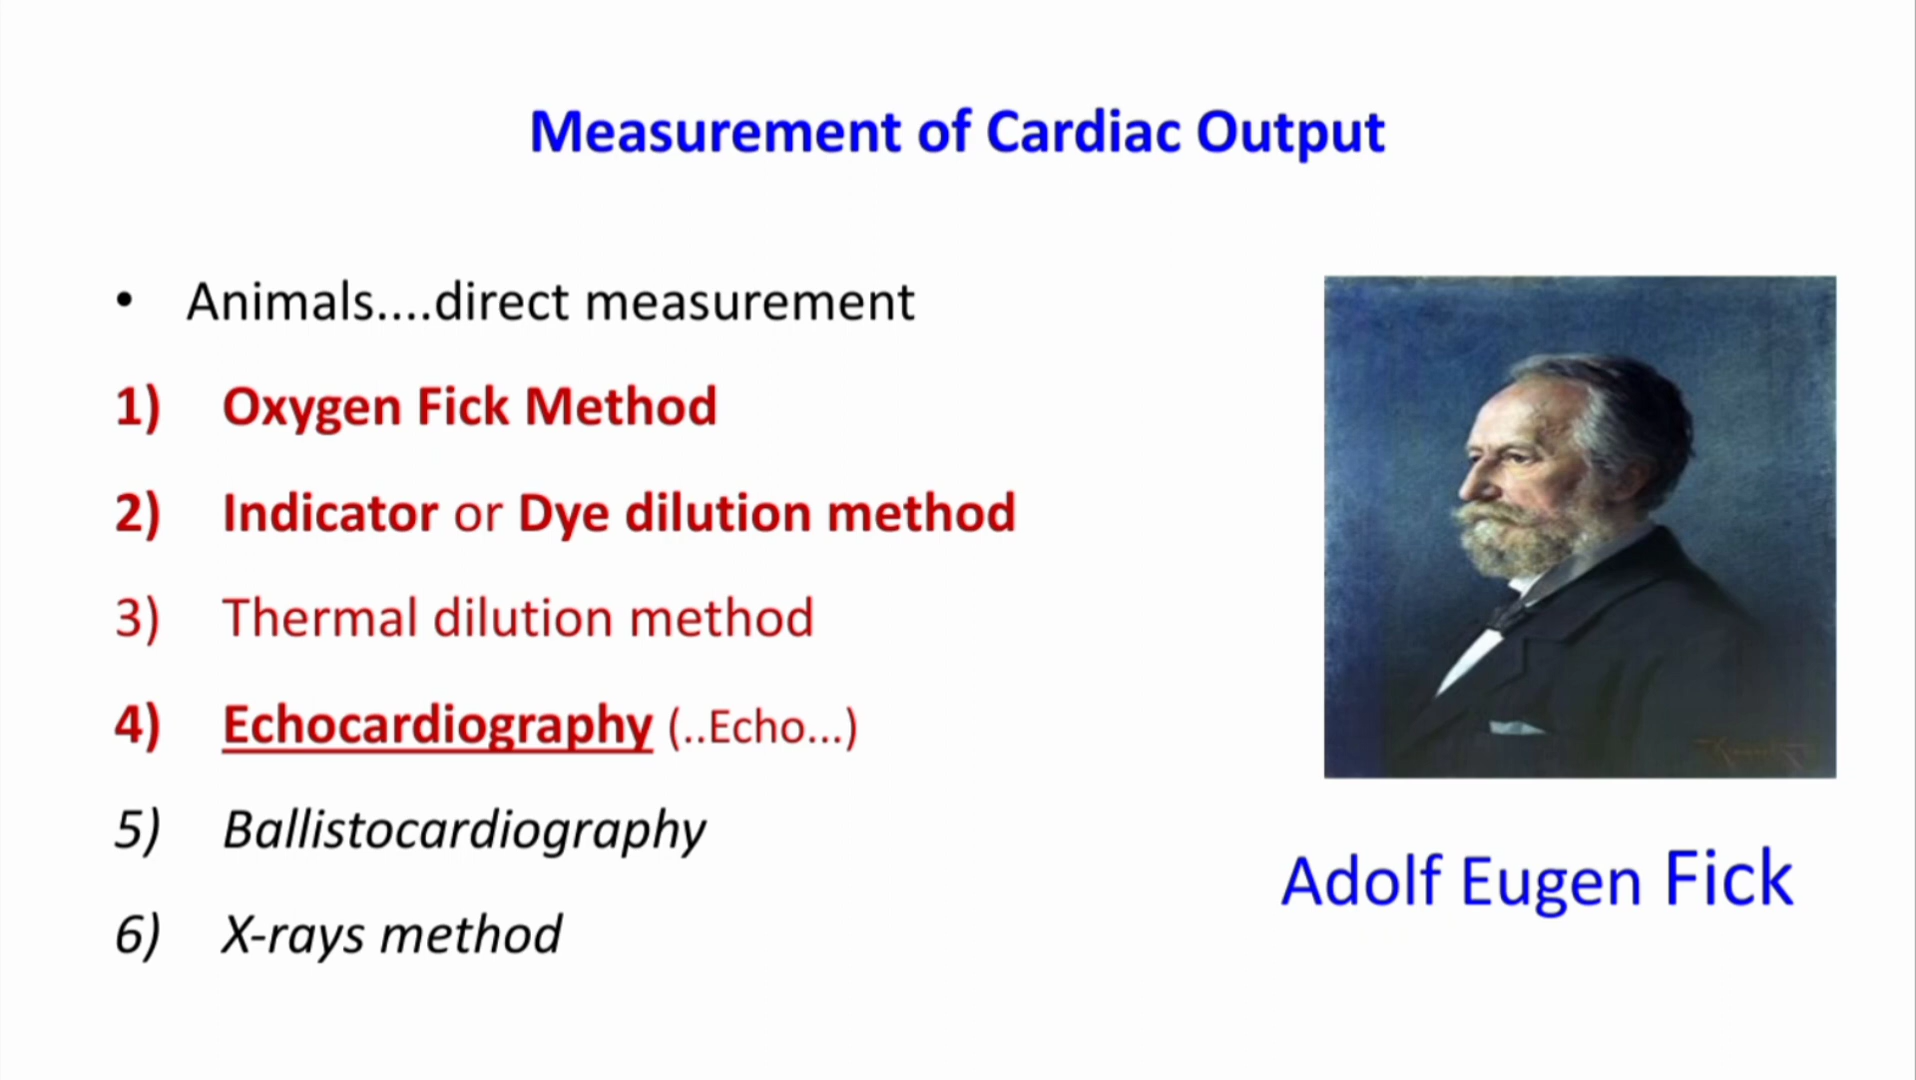 Measurement of Cardiac Output
• Animals....direct measurement
1) Oxygen Fick Method
2) Indicator or Dye dilution method
3) Thermal dilution method
4) Echocardiography (..Echo...)
5) Ballistocardiography
6) X-rays method
Adolf Eugen Fick